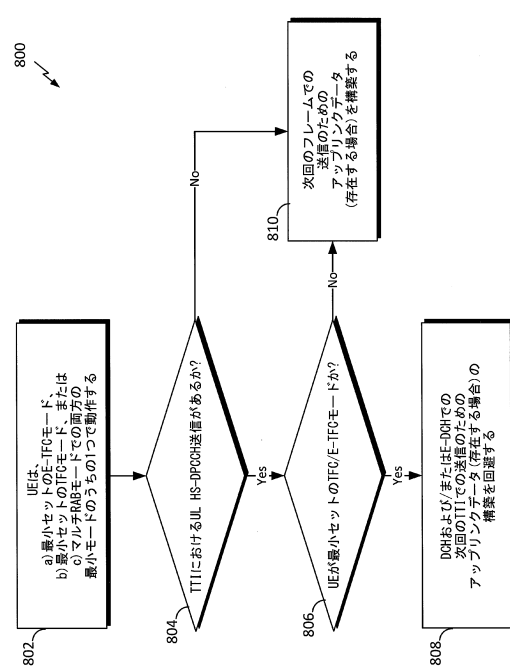 800
802
UEは、
a)最小セットのE-TFCモード、
b)最小セットのTFCモード、または
c)マルチRABモードでの両方の
最小モードのうちの1つで動作する
804
TTIにおけるUL HS-DPCCH送信があるか?
No
Yes
806
UEが最小セットのTFC/E-TFCモードか?
No
Yes
810
次回のフレームでの
送信のための
アップリンクデータ
(存在する場合)を構築する
808
DCHおよび/またはE-DCHでの
次回のTTIでの送信のための
アップリンクデータ(存在する場合)の
構築を回避する